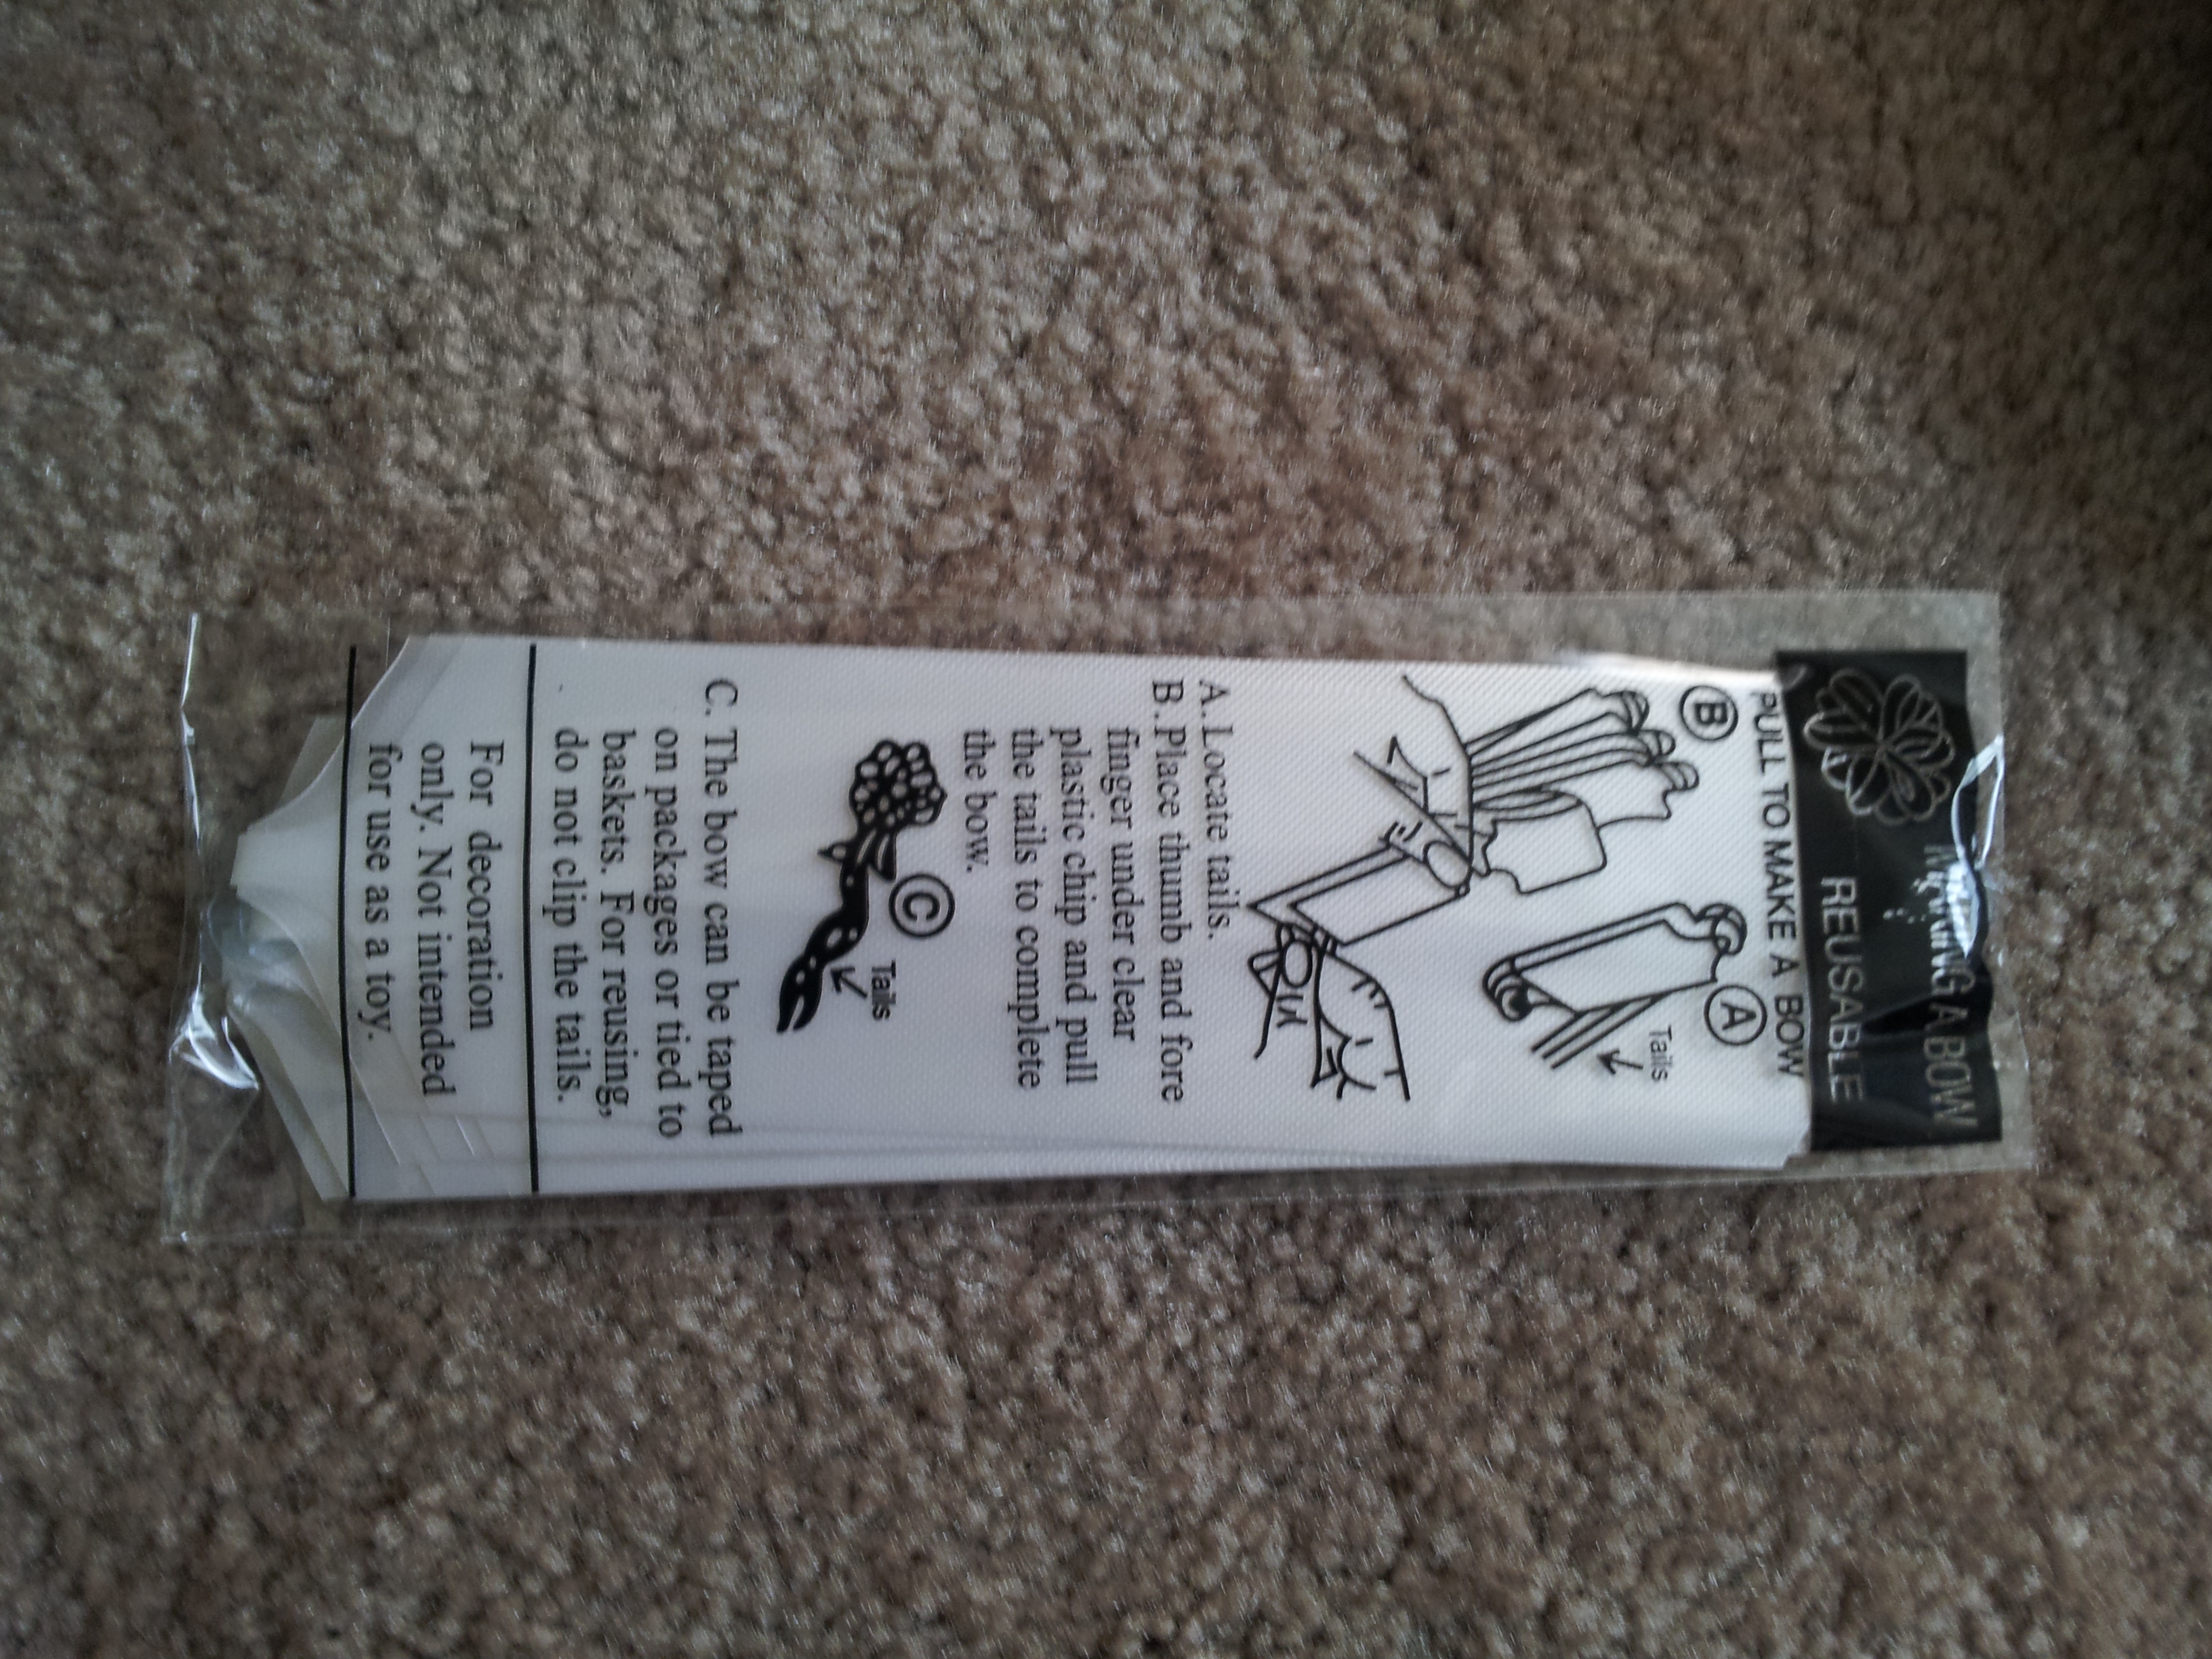 MAKING A BOW
REUSABLE
PULL TO MAKE A BOW
B
A
Tails
A. Locate tails.
B. Place thumb and fore
finger under clear
plastic chip and pull
the tails to complete
the bow.
C
Tails
C. The bow can be taped
on packages or tied to
baskets. For reusing,
do not clip the tails.
For decoration
only. Not intended
for use as a toy.